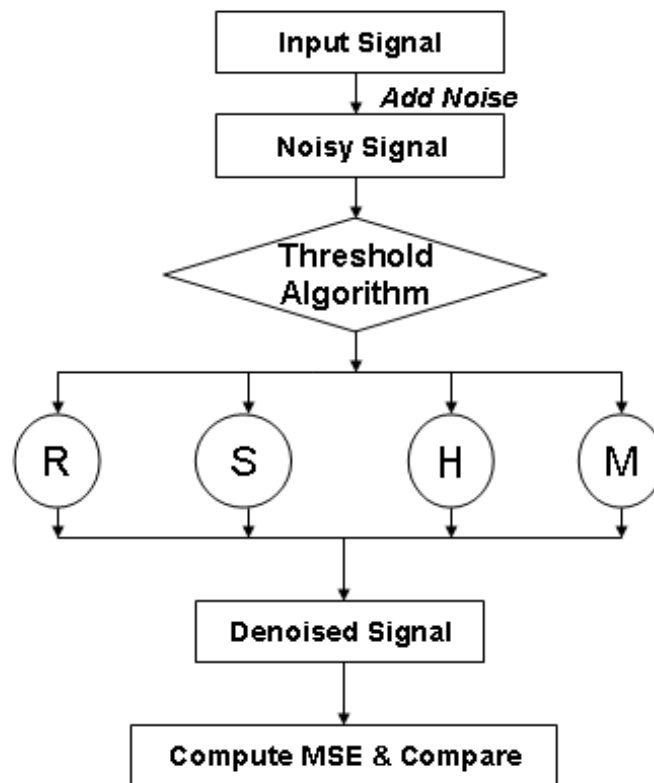 Input Signal
Add Noise
Noisy Signal
Threshold
Algorithm
R S H M
Denoised Signal
Compute MSE & Compare